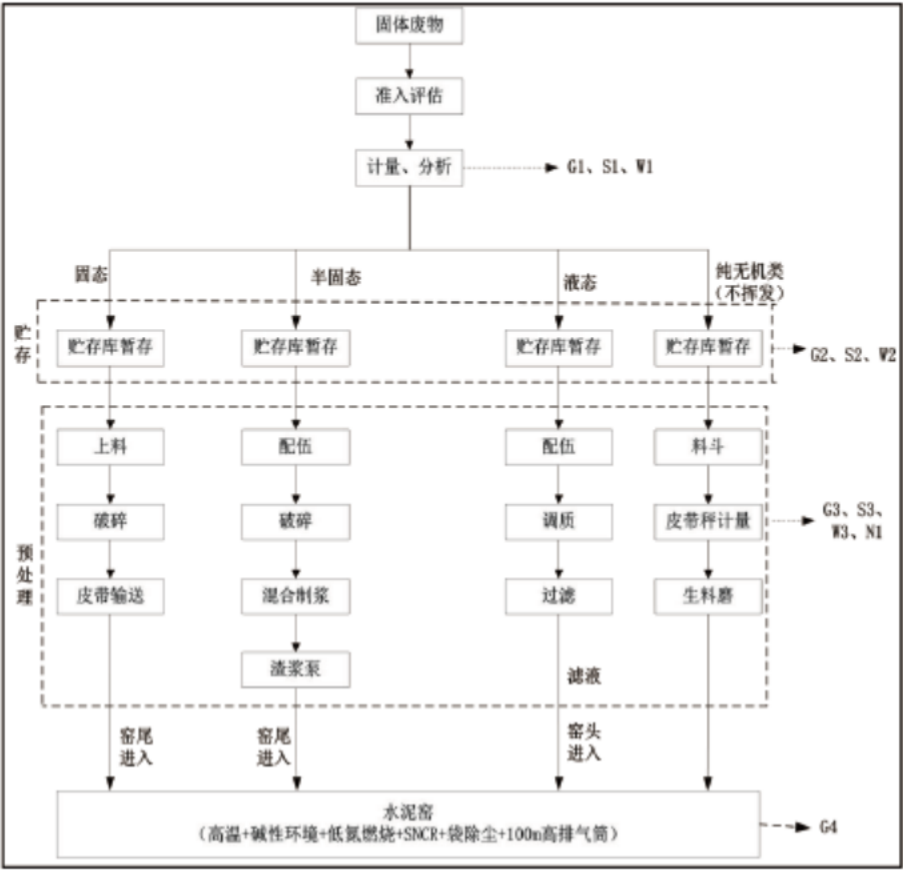 固体废物
准入评估
计量、分析
G1、S1、W1
固态
半固态
液态
纯无机类
（不挥发）
贮存
贮存库暂存
贮存库暂存
贮存库暂存
贮存库暂存
G2、S2、W2
预处理
上料
配伍
配伍
料斗
破碎
破碎
调质
皮带秤计量
G3、S3、
W3、N1
皮带输送
混合制浆
过滤
生料磨
渣浆泵
滤液
窑尾
进入
窑尾
进入
窑头
进入
水泥窑
（高温+碱性环境+低氮燃烧+SNCR+袋除尘+100m高排气筒）
G4